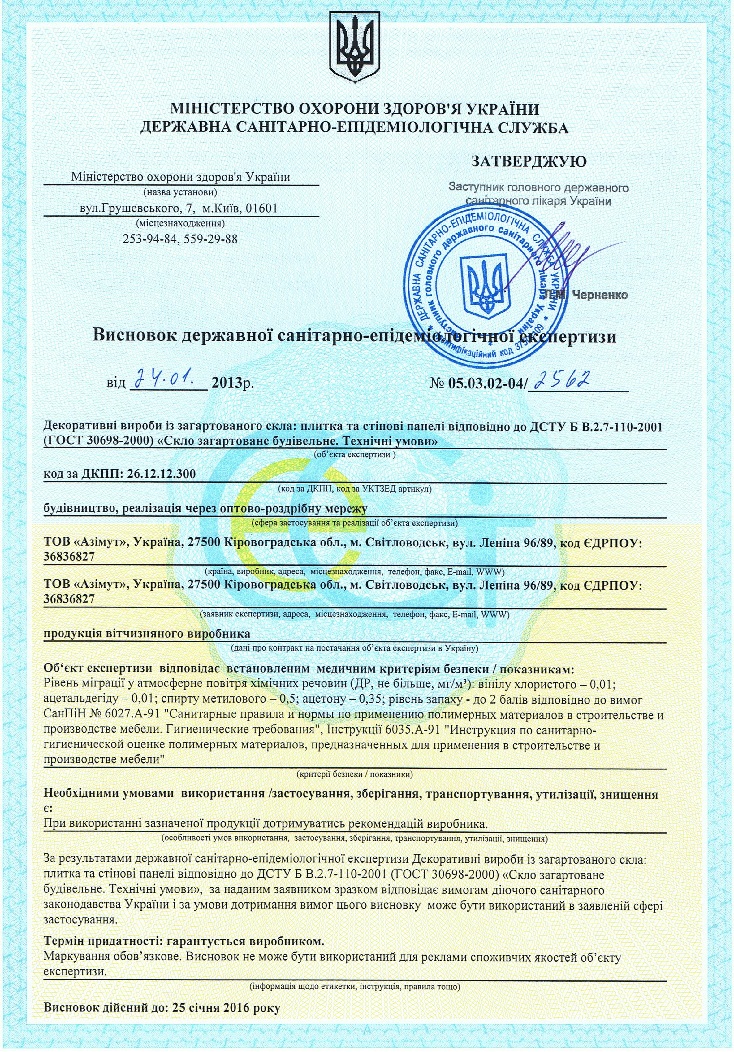 МІНІСТЕРСТВО ОХОРОНИ ЗДОРОВ'Я УКРАЇНИ
ДЕРЖАВНА САНІТАРНО-ЕПІДЕМІОЛОГІЧНА СЛУЖБА
ЗАТВЕРДЖУЮ
Міністерство охорони здоров'я України
(назва установи)
вул.Грушевського, 7, м.Київ, 01601
(місцезнаходження)
253-94-84, 559-29-88
Заступник головного державного
санітарного лікаря України
ДЕРЖАВНА САНІТАРНО-ЕПІДЕМІОЛОГІЧНА СЛУЖБА УКРАЇНИ
Заступник головного державного санітарного лікаря України
Черненко
Висновок державної санітарно-епідеміологічної експертизи
від 24.01. 2013р.
№ 05.03.02-04/ 2562
Декоративні вироби із загартованого скла: плитка та стінові панелі відповідно до ДСТУ Б В.2.7-110-2001
(ГОСТ 30698-2000) «Скло загартоване будівельне. Технічні умови»
(об'єкта експертизи )
код за ДКПП: 26.12.12.300
(код за ДКПП, код за УКТЗЕД артикул)
будівництво, реалізація через оптово-роздрібну мережу
(сфера застосування та реалізації об'єкта експертизи)
ТОВ «Азімут», Україна, 27500 Кіровоградська обл., м. Світловодськ, вул. Леніна 96/89, код ЄДРПОУ:
36836827
(країна, виробник, адреса, місцезнаходження, телефон, факс, E-mail, WWW)
ТОВ «Азімут», Україна, 27500 Кіровоградська обл., м. Світловодськ, вул. Леніна 96/89, код ЄДРПОУ:
36836827
(заявник експертизи, адреса, місцезнаходження, телефон, факс, E-mail, WWW)
продукція вітчизняного виробника
(дані про контракт на постачання об'єкта експертизи в Україну)
Об'єкт експертизи відповідає встановленим медичним критеріям безпеки / показникам:
Рівень міграції у атмосферне повітря хімічних речовин (ДР, не більше, мг/м³): вінілу хлористого – 0,01;
ацетальдегіду – 0,01; спирту метилового – 0,5; ацетону – 0,35; рівень запаху - до 2 балів відповідно до вимог
СанПіН № 6027.А-91 "Санитарные правила и нормы по применению полимерных материалов в строительстве и
производстве мебели. Гигиенические требования", Інструкції 6035.А-91 "Инструкция по санитарно-
гигиенической оценке полимерных материалов, предназначенных для применения в строительстве и
производстве мебели"
(критерії безпеки / показники)
Необхідними умовами використання /застосування, зберігання, транспортування, утилізації, знищення
є:
При використанні зазначеної продукції дотримуватись рекомендацій виробника.
(особливості умов використання, застосування, зберігання, транспортування, утилізації, знищення)
За результатами державної санітарно-епідеміологічної експертизи Декоративні вироби із загартованого скла:
плитка та стінові панелі відповідно до ДСТУ Б В.2.7-110-2001 (ГОСТ 30698-2000) «Скло загартоване
будівельне. Технічні умови», за наданим заявником зразком відповідає вимогам діючого санітарного
законодавства України і за умови дотримання вимог цього висновку може бути використаний в заявленій сфері
застосування.
Термін придатності: гарантується виробником.
Маркування обов'язкове. Висновок не може бути використаний для реклами споживчих якостей об'єкту
експертизи.
(інформація щодо етикетки, інструкція, правила тощо)
Висновок дійсний до: 25 січня 2016 року